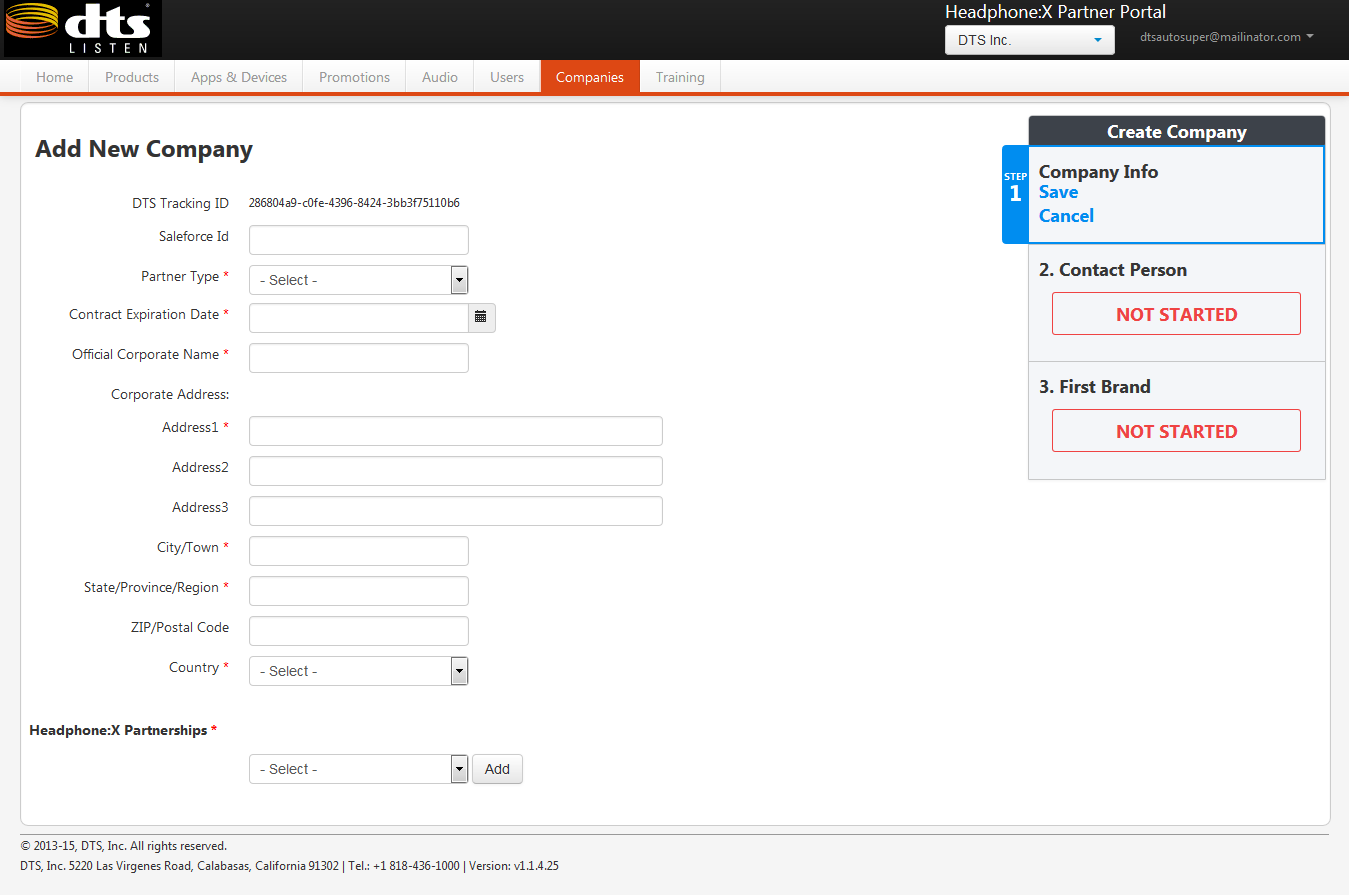 dts®
LISTEN
Headphone:X Partner Portal
DTS Inc.
dtsautosuper@mailinator.com
Home Products Apps & Devices Promotions Audio Users Companies Training
Add New Company
DTS Tracking ID 286804a9-c0fe-4396-8424-3bb3f75110b6
Saleforce Id
Partner Type * - Select -
Contract Expiration Date *
Official Corporate Name *
Corporate Address:
Address1 *
Address2
Address3
City/Town *
State/Province/Region *
ZIP/Postal Code
Country * - Select -
Headphone:X Partnerships *
- Select - Add
Create Company
STEP
1
Company Info
Save
Cancel
2. Contact Person
NOT STARTED
3. First Brand
NOT STARTED
© 2013-15, DTS, Inc. All rights reserved.
DTS, Inc. 5220 Las Virgenes Road, Calabasas, California 91302 | Tel.: +1 818-436-1000 | Version: v1.1.4.25